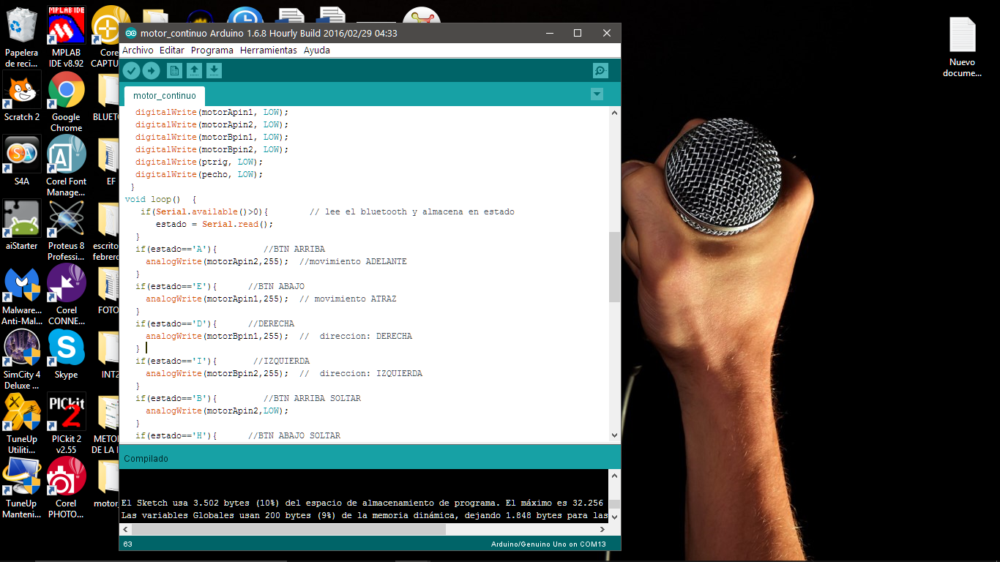 Papelera
de reci...
MPLAB IDE
MPLAB
IDE v8.92
Core
CAPTU
Scratch 2
Google
Chrome
BLUET
SA
S4A
Corel Font
Manage...
EF
aiStarter
Proteus 8
Professi...
escrito
febrero
Malware...
Anti-Mal...
Corel
CONNE...
FOTO
SimCity 4
Deluxe ...
Skype
INT2
TuneUp
Utiliti...
PICkit
2
PICkit 2
v2.55
METO
DE LA I
TuneUp
Manteni...
Corel
PHOTO...
motor_
motor_continuo Arduino 1.6.8 Hourly Build 2016/02/29 04:33
Archivo Editar Programa Herramientas Ayuda
motor_continuo
digitalWrite(motorApin1, LOW);
digitalWrite(motorApin2, LOW);
digitalWrite(motorBpin1, LOW);
digitalWrite(motorBpin2, LOW);
digitalWrite(ptrig, LOW);
digitalWrite(pecho, LOW);
}
void loop()  {
if(Serial.available()>0){        // lee el bluetooth y almacena en estado
estado = Serial.read();
}
if(estado=='A'){         //BTN ARRIBA
analogWrite(motorApin2,255);  //movimiento ADELANTE
}
if(estado=='E'){      //BTN ABAJO
analogWrite(motorApin1,255);  // movimiento ATRAZ
}
if(estado=='D'){      //DERECHA
analogWrite(motorBpin1,255);  //  direccion: DERECHA
}
if(estado=='I'){       //IZQUIERDA
analogWrite(motorBpin2,255);  //  direccion: IZQUIERDA
}
if(estado=='B'){         //BTN ARRIBA SOLTAR
analogWrite(motorApin2,LOW);
}
if(estado=='H'){      //BTN ABAJO SOLTAR
Compilado
El Sketch usa 3.502 bytes (10%) del espacio de almacenamiento de programa. El máximo es 32.256
Las variables Globales usan 200 bytes (9%) de la memoria dinámica, dejando 1.848 bytes para las
63
Arduino/Genuino Uno on COM13
Nuevo
docume...